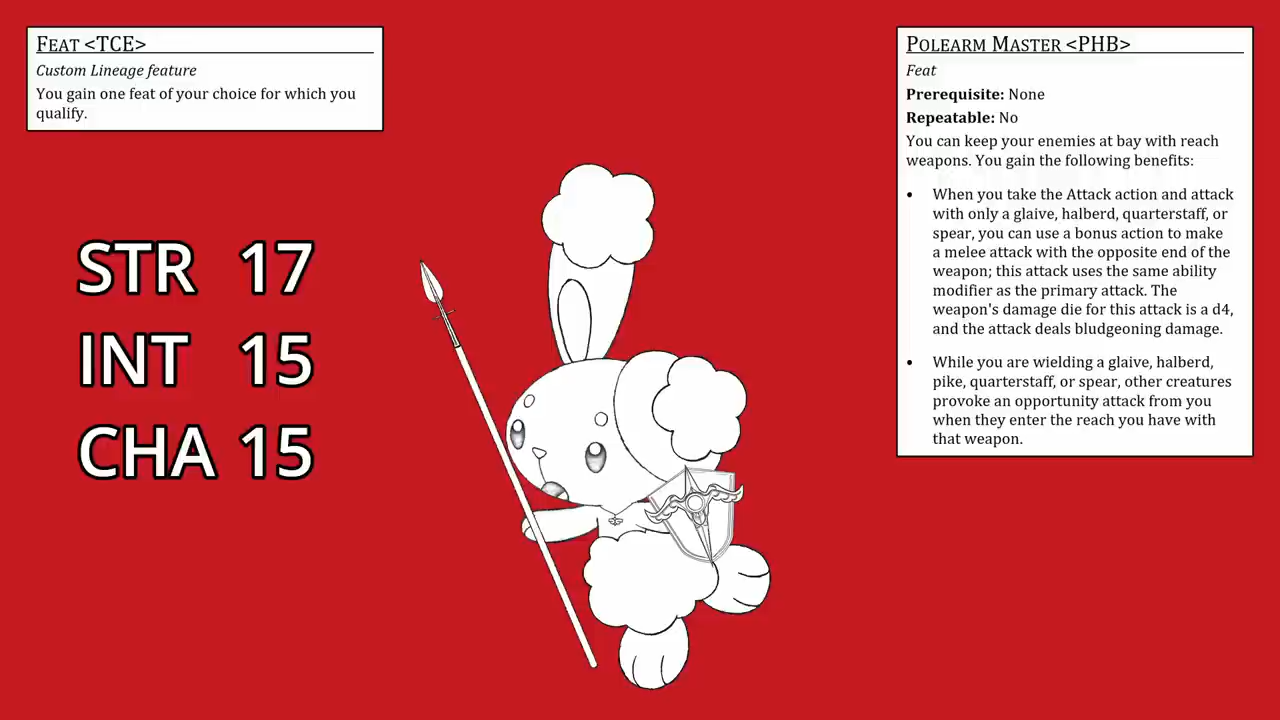 FEAT <TCE>
Custom Lineage feature
You gain one feat of your choice for which you
qualify.
STR 17
INT 15
CHA 15
POLEARM MASTER <PHB>
Feat
Prerequisite: None
Repeatable: No
You can keep your enemies at bay with reach
weapons. You gain the following benefits:
• When you take the Attack action and attack
with only a glaive, halberd, quarterstaff, or
spear, you can use a bonus action to make
a melee attack with the opposite end of the
weapon; this attack uses the same ability
modifier as the primary attack. The
weapon's damage die for this attack is a d4,
and the attack deals bludgeoning damage.
• While you are wielding a glaive, halberd,
pike, quarterstaff, or spear, other creatures
provoke an opportunity attack from you
when they enter the reach you have with
that weapon.